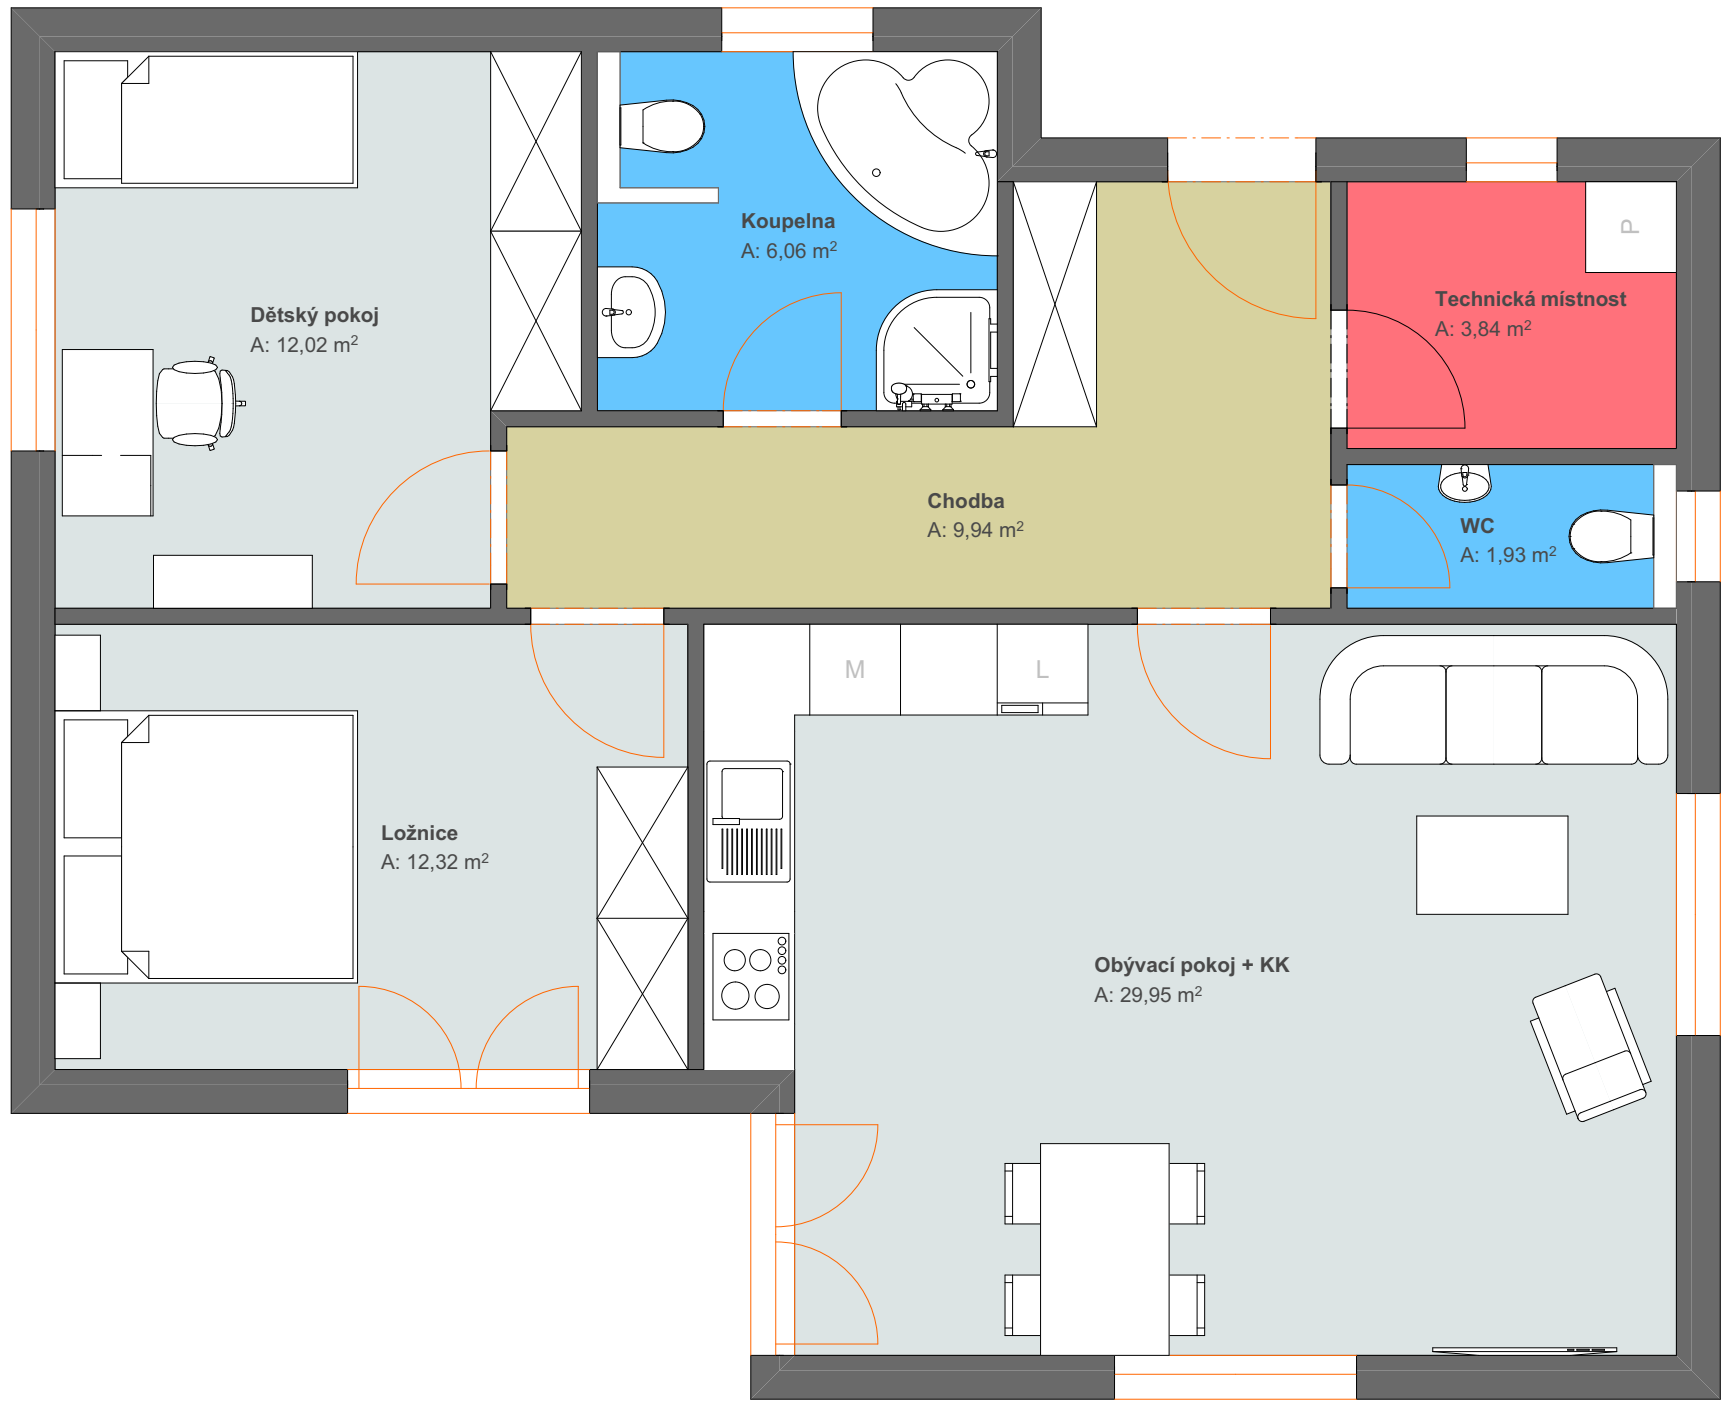 Koupelna
A: 6,06 m²
P
Technická místnost
A: 3,84 m²
Dětský pokoj
A: 12,02 m²
Chodba
A: 9,94 m²
WC
A: 1,93 m²
M
L
Ložnice
A: 12,32 m²
Obývací pokoj + KK
A: 29,95 m²